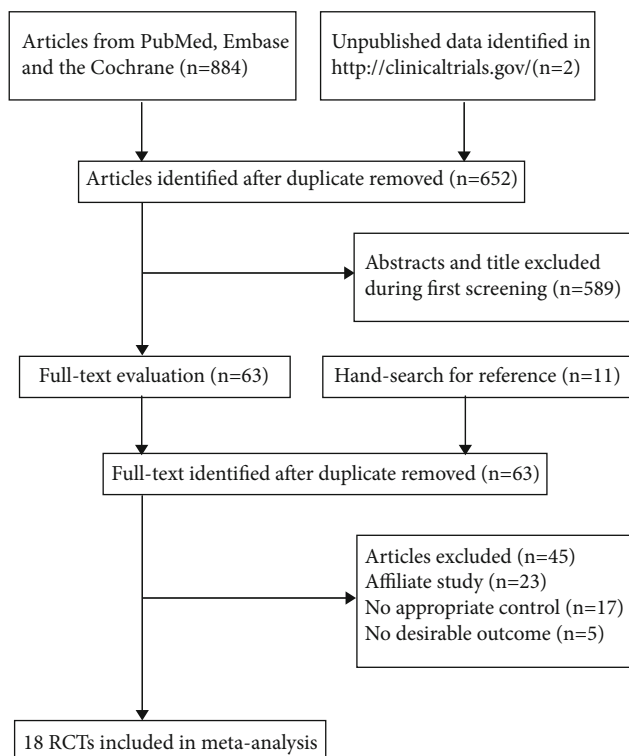 Articles from PubMed, Embase
and the Cochrane (n=884)
Unpublished data identified in
http://clinicaltrials.gov/(n=2)
Articles identified after duplicate removed (n=652)
Abstracts and title excluded
during first screening (n=589)
Full-text evaluation (n=63)
Hand-search for reference (n=11)
Full-text identified after duplicate removed (n=63)
Articles excluded (n=45)
Affiliate study (n=23)
No appropriate control (n=17)
No desirable outcome (n=5)
18 RCTs included in meta-analysis